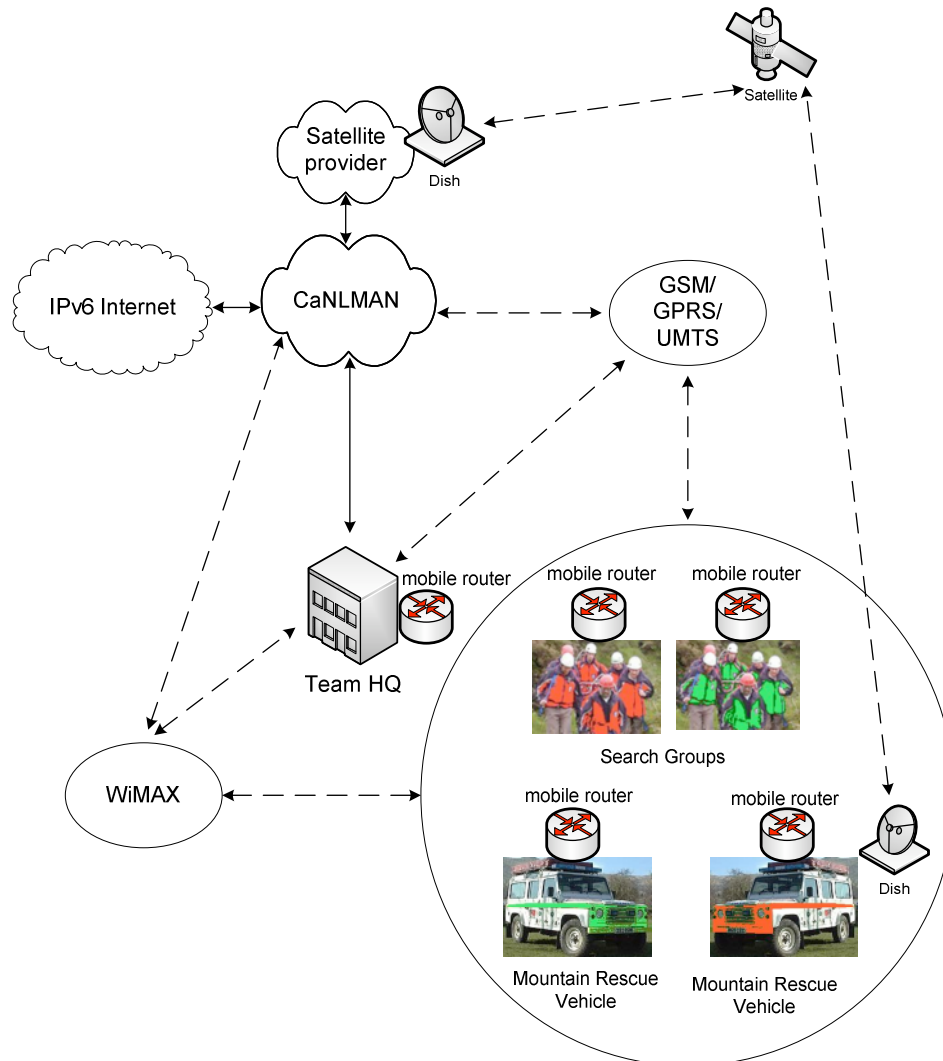 Satellite
Satellite
provider
Dish
IPv6 Internet
CaNLMAN
GSM/
GPRS/
UMTS
mobile router
Team HQ
mobile router
mobile router
Search Groups
WiMAX
mobile router
mobile router
Dish
Mountain Rescue
Vehicle
Mountain Rescue
Vehicle